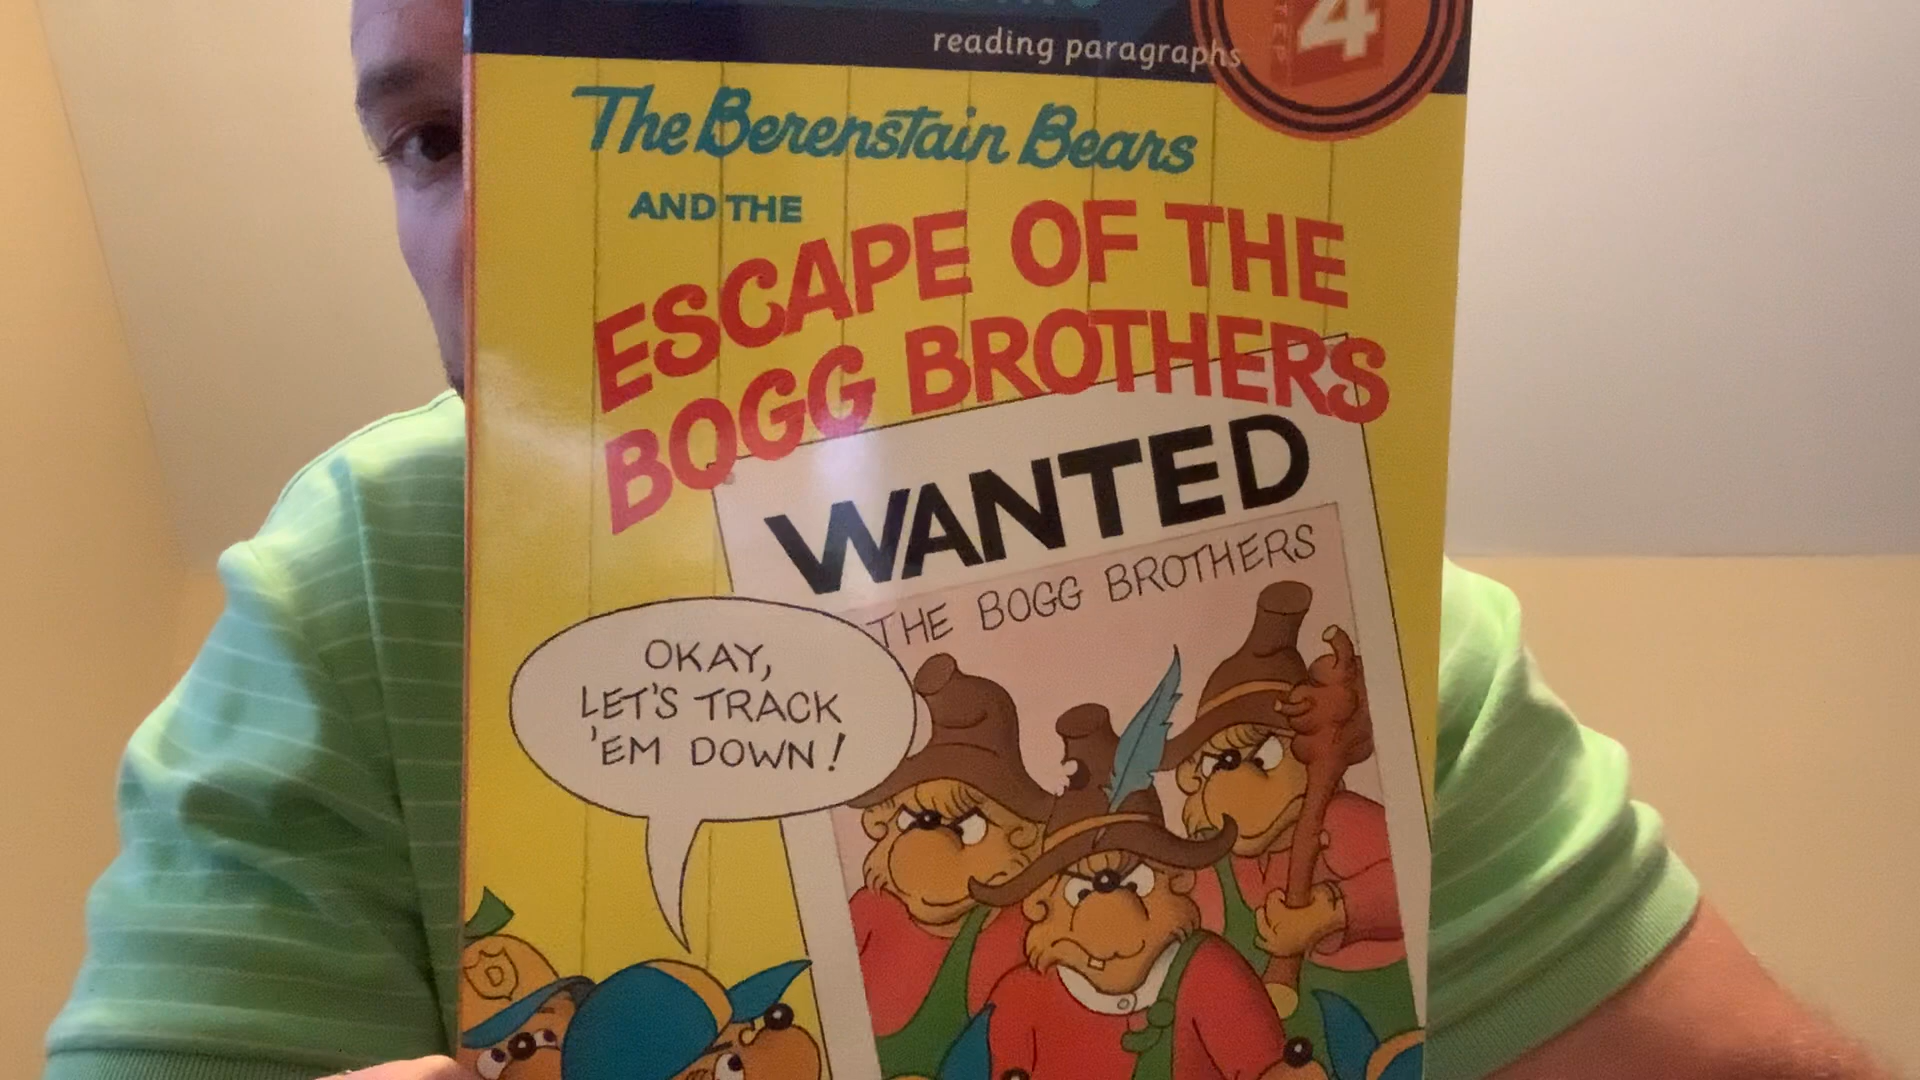 reading paragraphs
STEP
4
The Berenstain Bears
AND THE
ESCAPE OF THE
BOGG BROTHERS
WANTED
THE BOGG BROTHERS
OKAY,
LET'S TRACK
'EM DOWN!
D